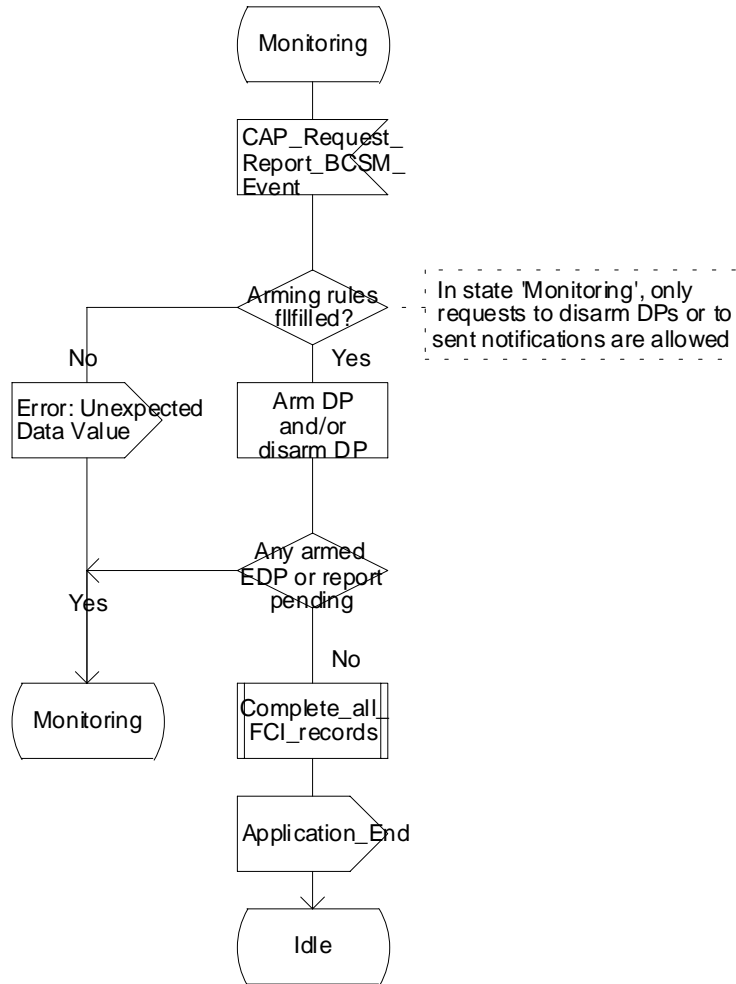 Monitoring
CAP_Request_
Report_BCSM_
Event
Arming rules
flfilled?
In state 'Monitoring', only
requests to disarm DPs or to
sent notifications are allowed
No
Yes
Error: Unexpected
Data Value
Arm DP
and/or
disarm DP
Any armed
EDP or report
pending
Yes
No
Monitoring
Complete_all_
FCI_records
Application_End
Idle